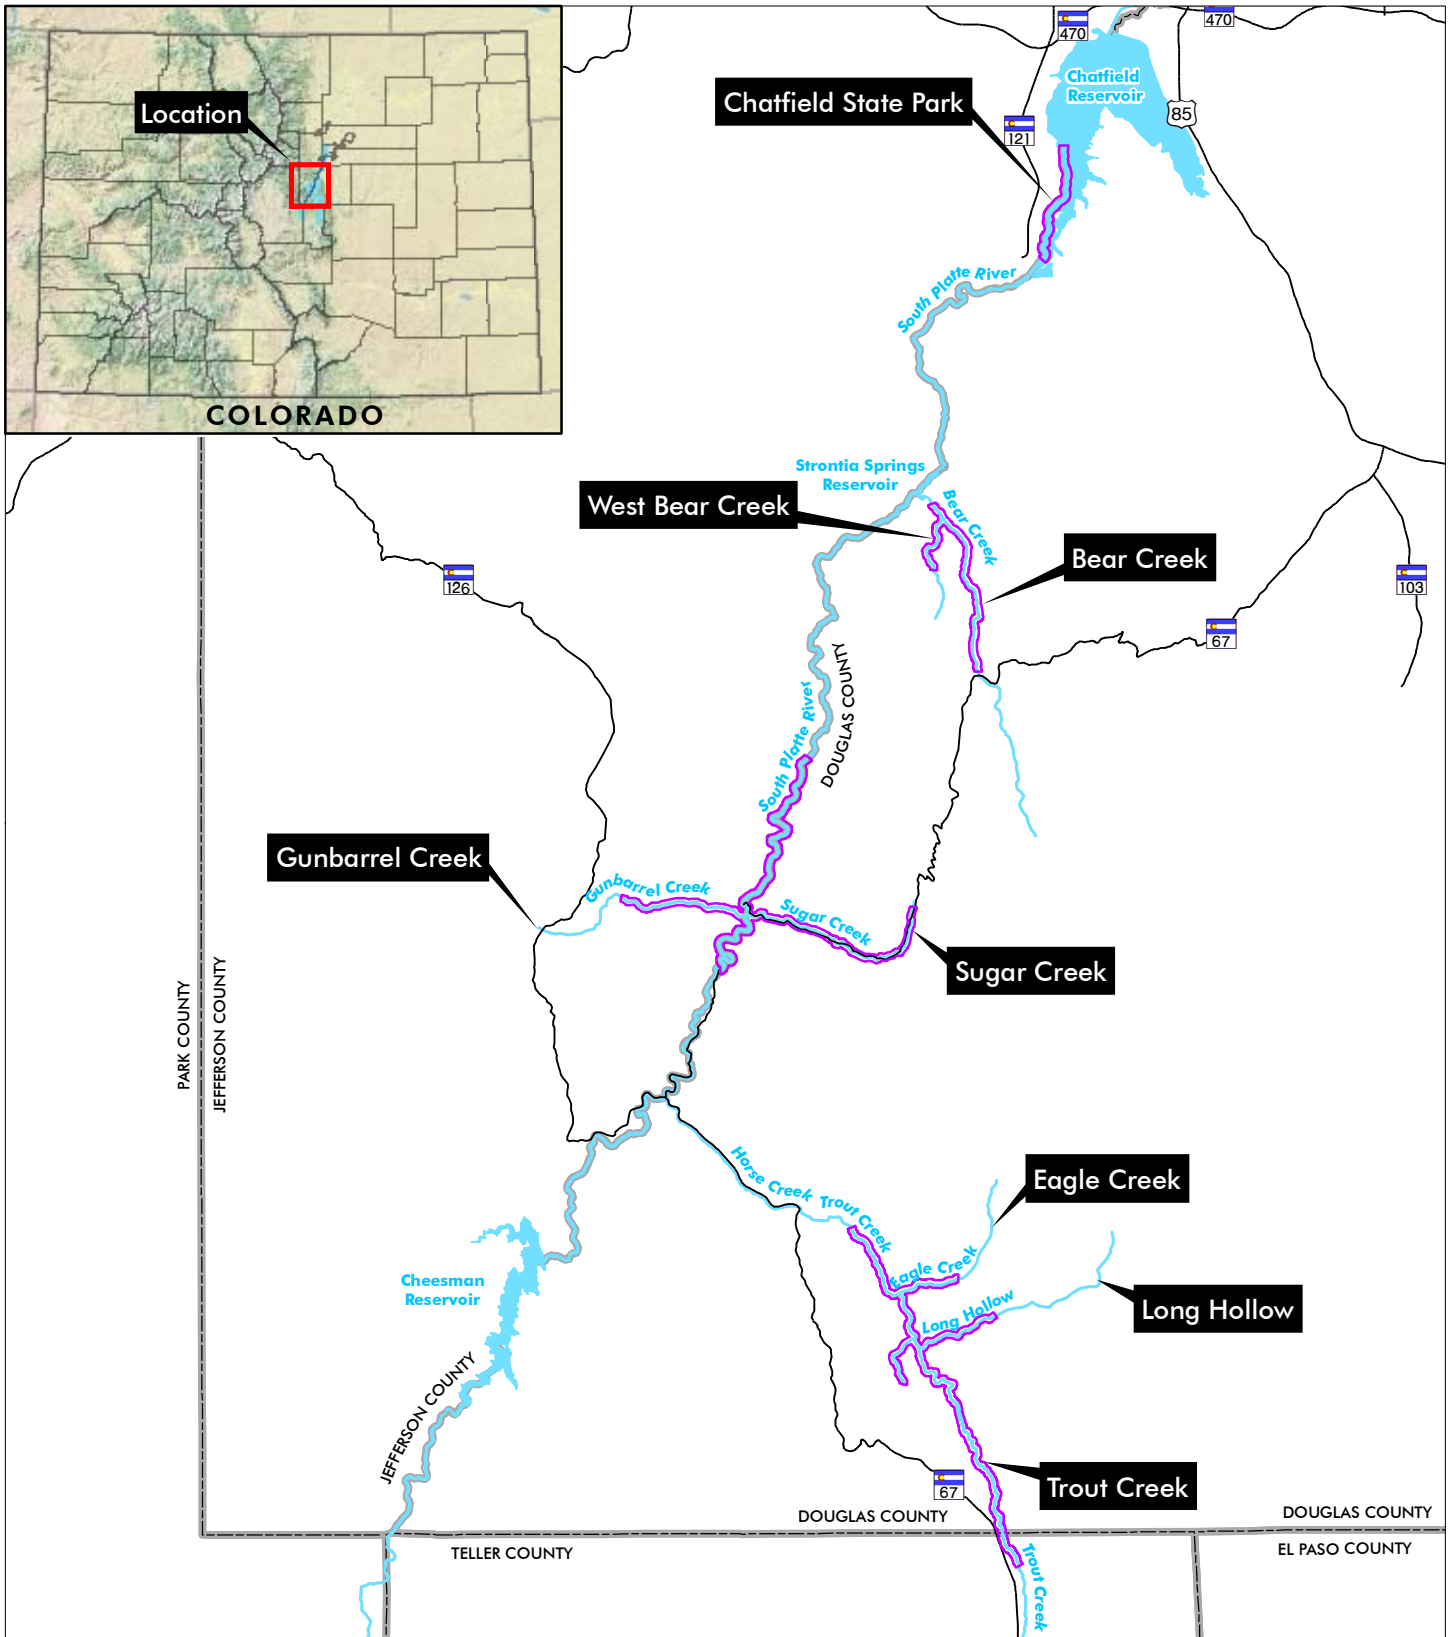 470
470
Chatfield
Reservoir
Chatfield State Park
85
121
Location
South Platte River
COLORADO
Strontia Springs
Reservoir
West Bear Creek
Bear Creek
Bear Creek
126
103
67
DOUGLAS COUNTY
South Platte River
Gunbarrel Creek
Gunbarrel Creek
Sugar Creek
Sugar Creek
PARK COUNTY
JEFFERSON COUNTY
Horse Creek
Trout Creek
Eagle Creek
Eagle Creek
Cheesman
Reservoir
Long Hollow
Long Hollow
JEFFERSON COUNTY
67
Trout Creek
DOUGLAS COUNTY
DOUGLAS COUNTY
TELLER COUNTY
EL PASO COUNTY
Trout Creek